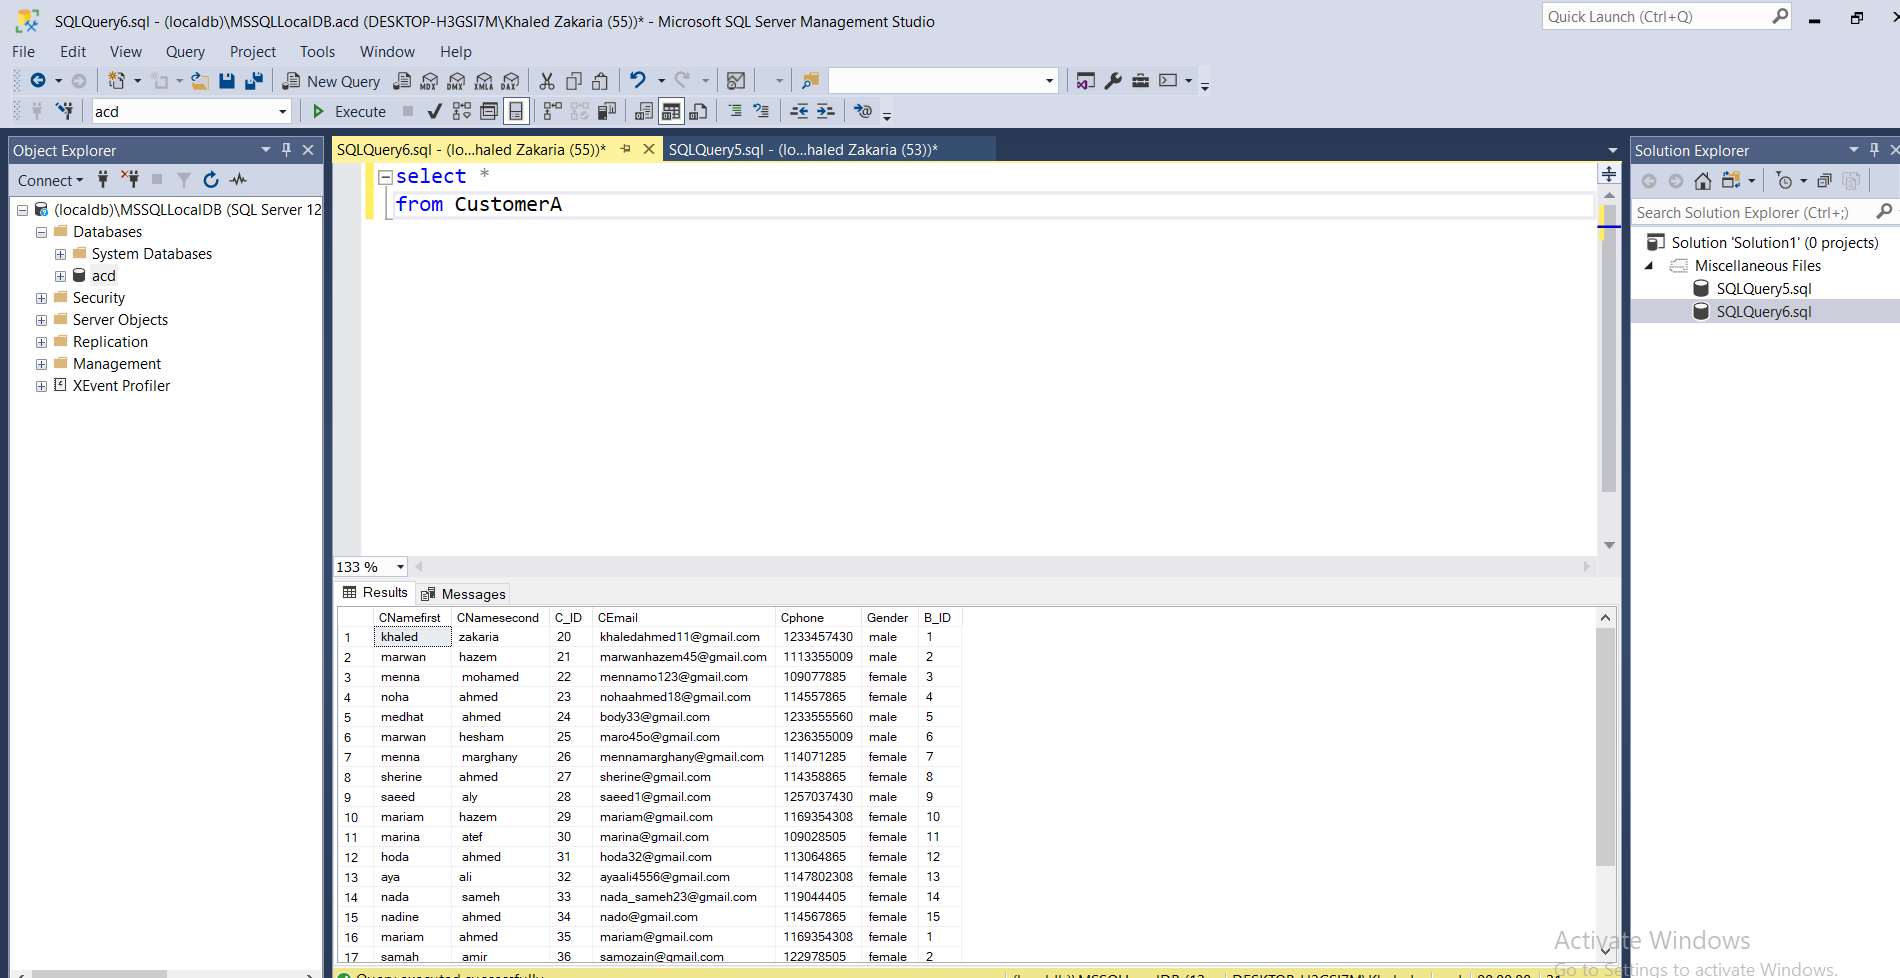 SQLQuery6.sql - (localdb)\MSSQLLocalDB.acd (DESKTOP-H3GSI7M\Khaled Zakaria (55))* - Microsoft SQL Server Management Studio
Quick Launch (Ctrl+Q)
File Edit View Query Project Tools Window Help
New Query MDX DMX XMLA DAX
acd Execute
Object Explorer
Connect
(localdb)\MSSQLLocalDB (SQL Server 12
Databases
System Databases
acd
Security
Server Objects
Replication
Management
XEvent Profiler
SQLQuery6.sql - (lo...haled Zakaria (55))* SQLQuery5.sql - (lo...haled Zakaria (53))*
select *
from CustomerA
133 %
Results Messages
CNamefirst CNamesecond C_ID CEmail Cphone Gender B_ID
1 khaled zakaria 20 khaledahmed11@gmail.com 1233457430 male 1
2 marwan hazem 21 marwanhazem45@gmail.com 1113355009 male 2
3 menna mohamed 22 mennamo123@gmail.com 109077885 female 3
4 noha ahmed 23 nohaahmed18@gmail.com 114557865 female 4
5 medhat ahmed 24 body33@gmail.com 1233555560 male 5
6 marwan hesham 25 maro45o@gmail.com 1236355009 male 6
7 menna marghany 26 mennamarghany@gmail.com 114071285 female 7
8 sherine ahmed 27 sherine@gmail.com 114358865 female 8
9 saeed aly 28 saeed1@gmail.com 1257037430 male 9
10 mariam hazem 29 mariam@gmail.com 1169354308 female 10
11 marina atef 30 marina@gmail.com 109028505 female 11
12 hoda ahmed 31 hoda32@gmail.com 113064865 female 12
13 aya ali 32 ayaali4556@gmail.com 1147802308 female 13
14 nada sameh 33 nada_sameh23@gmail.com 119044405 female 14
15 nadine ahmed 34 nado@gmail.com 114567865 female 15
16 mariam ahmed 35 mariam@gmail.com 1169354308 female 1
17 samah amir 36 samozain@gmail.com 122978505 female 2
Query executed successfully
Solution Explorer
Search Solution Explorer (Ctrl+;)
Solution 'Solution1' (0 projects)
Miscellaneous Files
SQLQuery5.sql
SQLQuery6.sql
Activate Windows
Go to Settings to activate Windows.